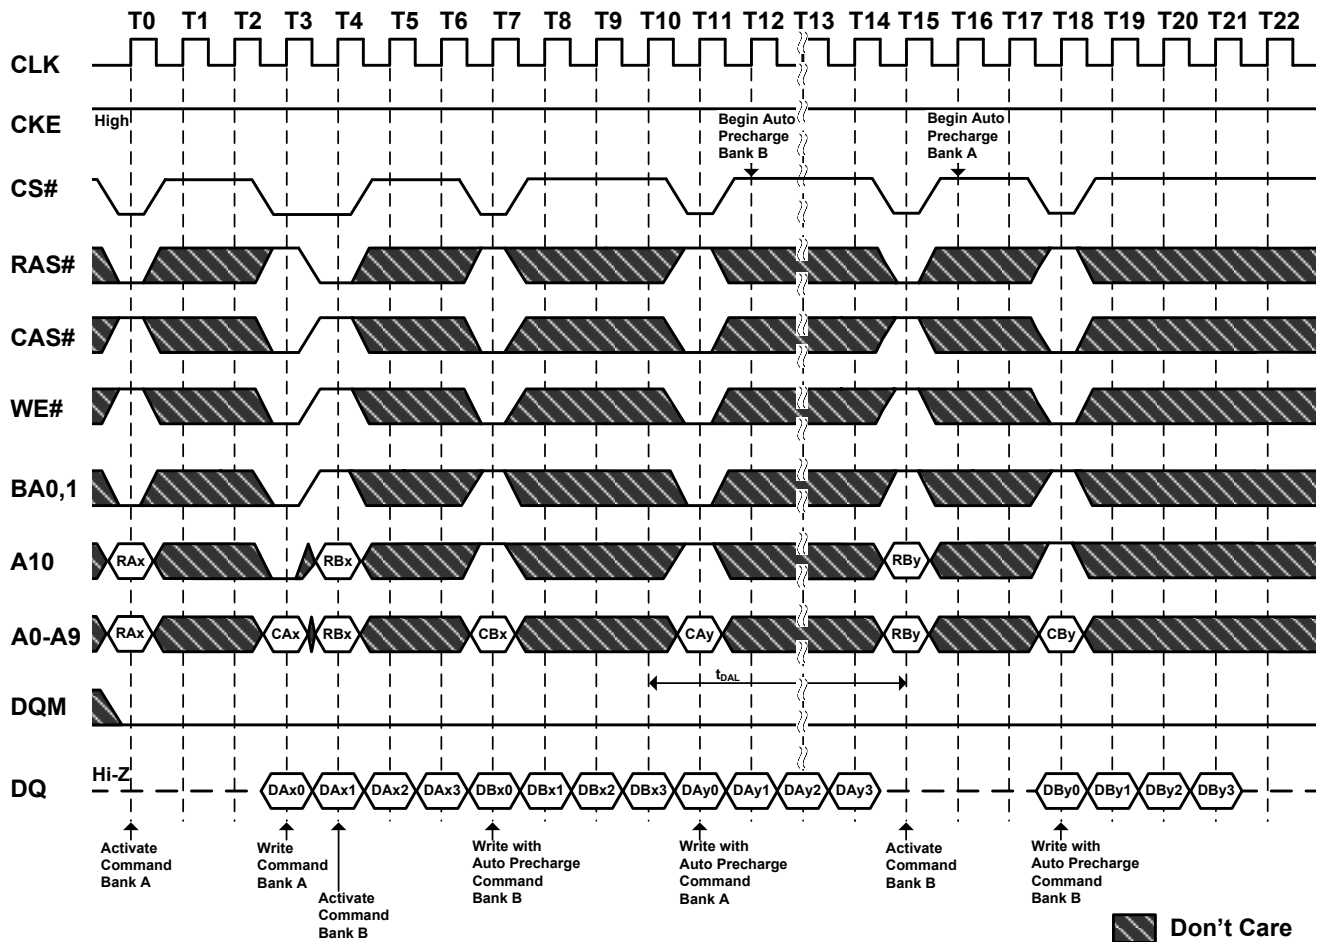 T0 T1 T2 T3 T4 T5 T6 T7 T8 T9 T10 T11 T12 T13 T14 T15 T16 T17 T18 T19 T20 T21 T22
CLK
CKE
High
Begin Auto
Precharge
Bank B
Begin Auto
Precharge
Bank A
CS#
RAS#
CAS#
WE#
BA0,1
A10
RAx RBx RBy
A0-A9
RAx CAx RBx CBx CAy RBy CBy
tDAL
DQM
Hi-Z
DQ
DAx0 DAx1 DAx2 DAx3 DBx0 DBx1 DBx2 DBx3 DAy0 DAy1 DAy2 DAy3 DBy0 DBy1 DBy2 DBy3
Activate
Command
Bank A
Write
Command
Bank A
Activate
Command
Bank B
Write with
Auto Precharge
Command
Bank B
Write with
Auto Precharge
Command
Bank A
Activate
Command
Bank B
Write with
Auto Precharge
Command
Bank B
Don't Care